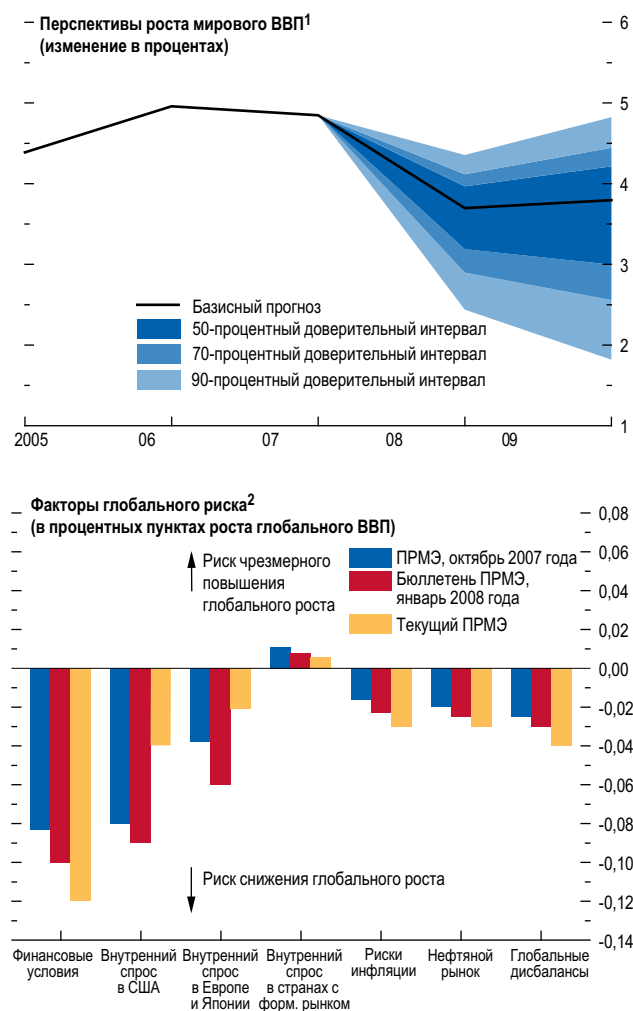 Перспективы роста мирового ВВП1
(изменение в процентах)
6
5
4
3
2
1
Базисный прогноз
50-процентный доверительный интервал
70-процентный доверительный интервал
90-процентный доверительный интервал
2005 06 07 08 09
Факторы глобального риска2
(в процентных пунктах роста глобального ВВП)
Риск чрезмерного
повышения
глобального роста
ПРМЭ, октябрь 2007 года
Бюллетень ПРМЭ,
январь 2008 года
Текущий ПРМЭ
0,08
0,06
0,04
0,02
0,00
-0,02
-0,04
-0,06
-0,08
-0,10
-0,12
-0,14
Риск снижения глобального роста
Финансовые
условия
Внутренний
спрос
в США
Внутренний
спрос
в Европе
и Японии
Внутренний
спрос
в странах с
форм. рынком
Риски
инфляции
Нефтяной
рынок
Глобальные
дисбалансы